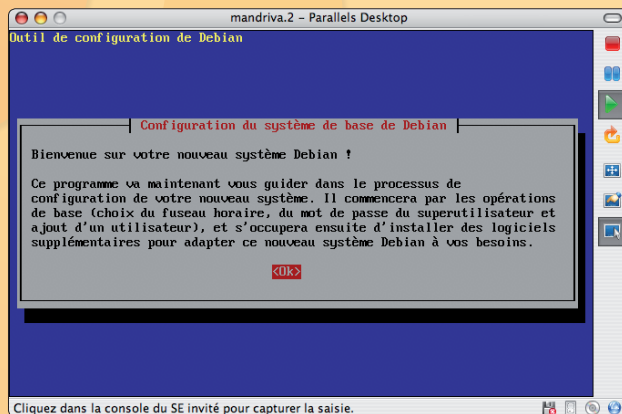 mandriva.2 – Parallels Desktop
Outil de configuration de Debian
Configuration du système de base de Debian
Bienvenue sur votre nouveau système Debian !
Ce programme va maintenant vous guider dans le processus de
configuration de votre nouveau système. Il commencera par les opérations
de base (choix du fuseau horaire, du mot de passe du superutilisateur et
ajout d'un utilisateur), et s'occupera ensuite d'installer des logiciels
supplémentaires pour adapter ce nouveau système Debian à vos besoins.
<Ok>
Cliquez dans la console du SE invité pour capturer la saisie.